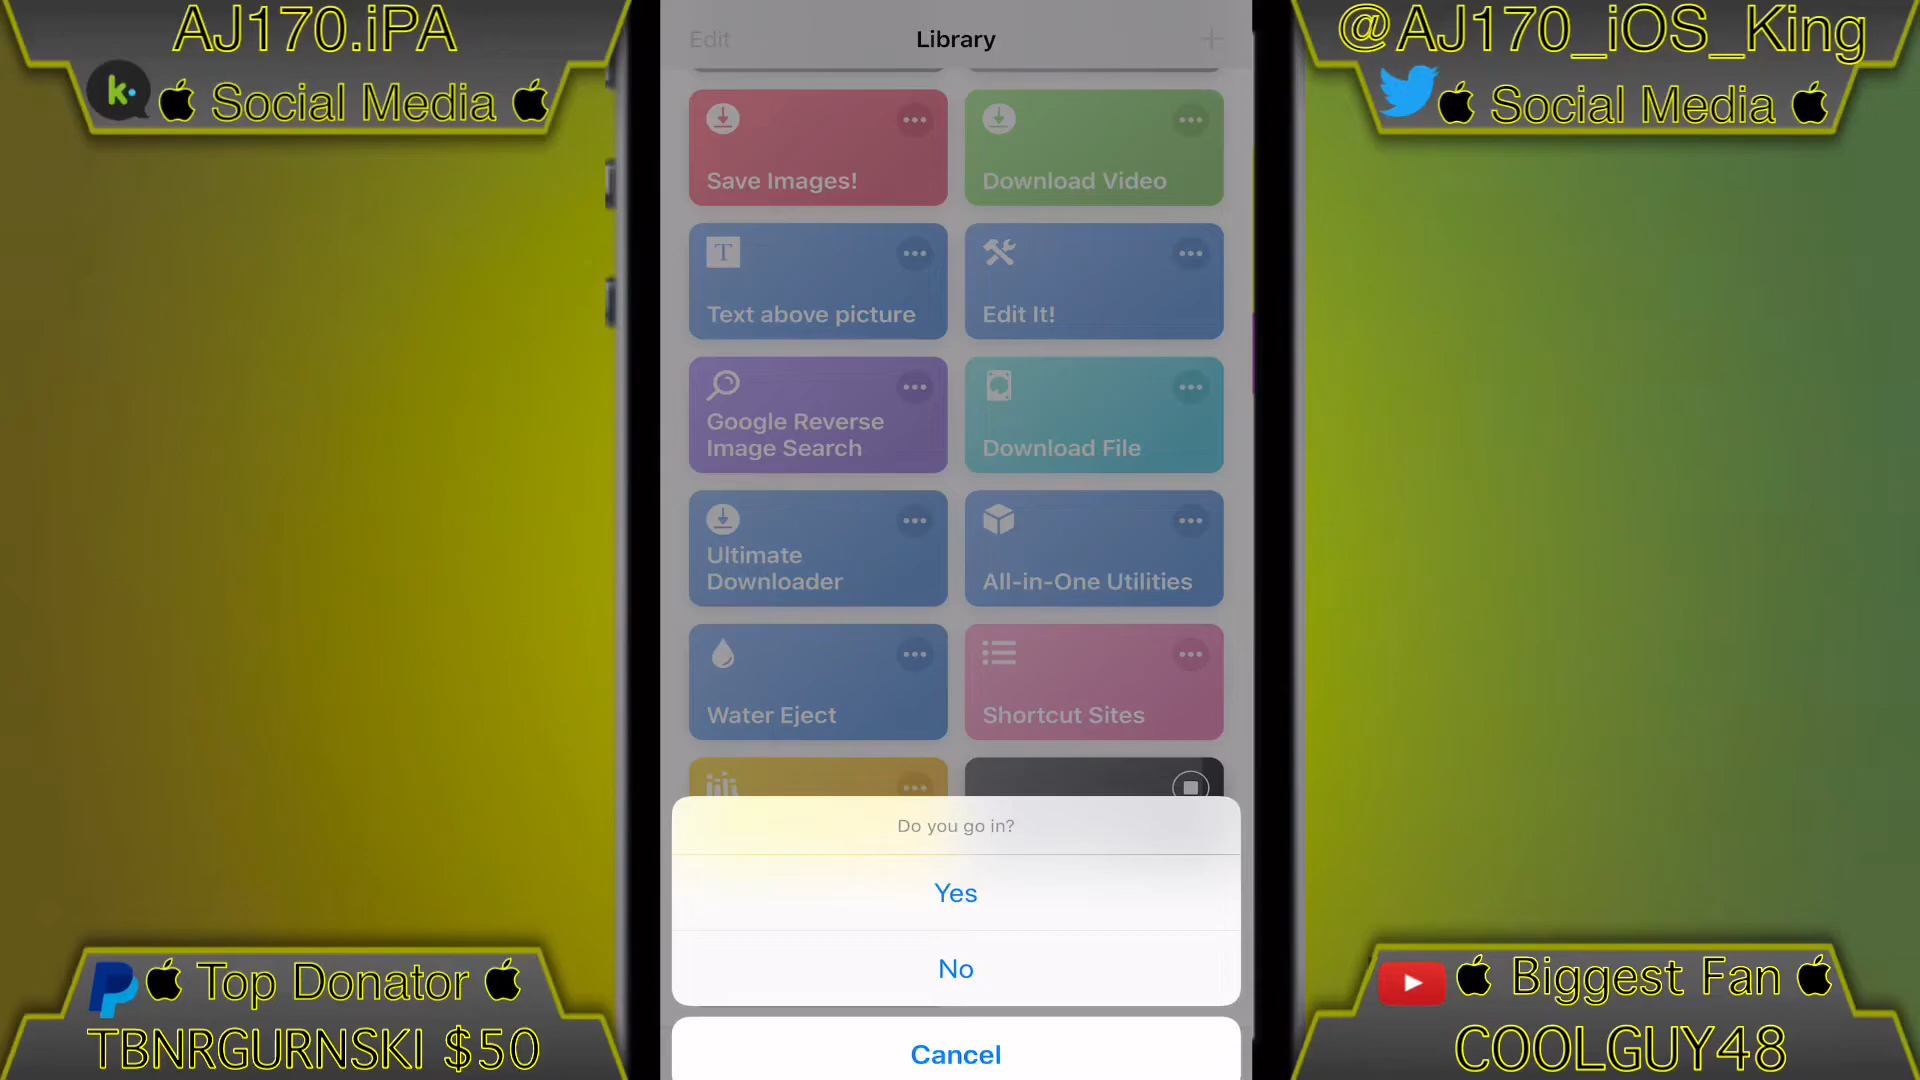 AJ170.iPA
k
Social Media
@AJ170_iOS_King
Social Media
Edit
Library
Save Images!
Download Video
T
Text above picture
Edit It!
Google Reverse
Image Search
Download File
Ultimate
Downloader
All-in-One Utilities
Water Eject
Shortcut Sites
Do you go in?
Yes
No
Cancel
Top Donator
TBNRGURNSKI $50
Biggest Fan
COOLGUY48